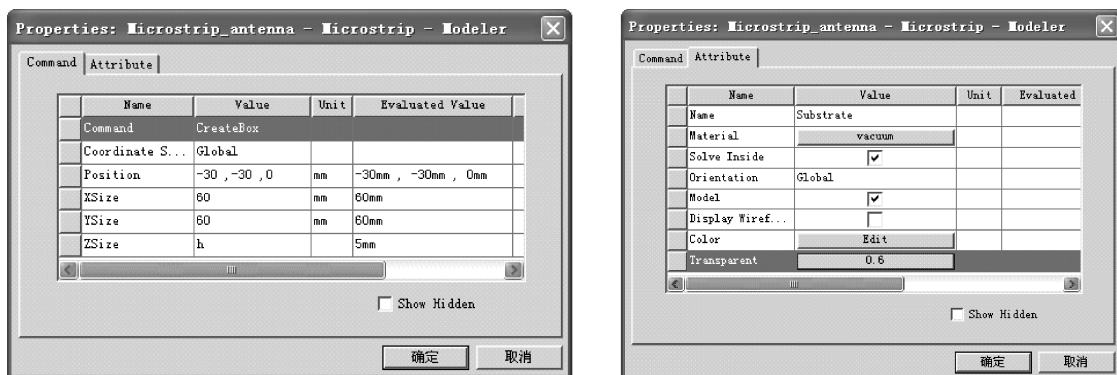 Properties: Microstrip_antenna - Microstrip - Modeler
Command Attribute
Name Value Unit Evaluated Value
Command CreateBox
Coordinate S... Global
Position -30 ,-30 ,0 mm -30mm , -30mm , 0mm
XSize 60 mm 60mm
YSize 60 mm 60mm
ZSize h 5mm
Show Hidden
确定 取消
Properties: Microstrip_antenna - Microstrip - Modeler
Command Attribute
Name Value Unit Evaluated
Name Substrate
Material vacuum
Solve Inside
Orientation Global
Model
Display Wiref...
Color Edit
Transparent 0.6
Show Hidden
确定 取消